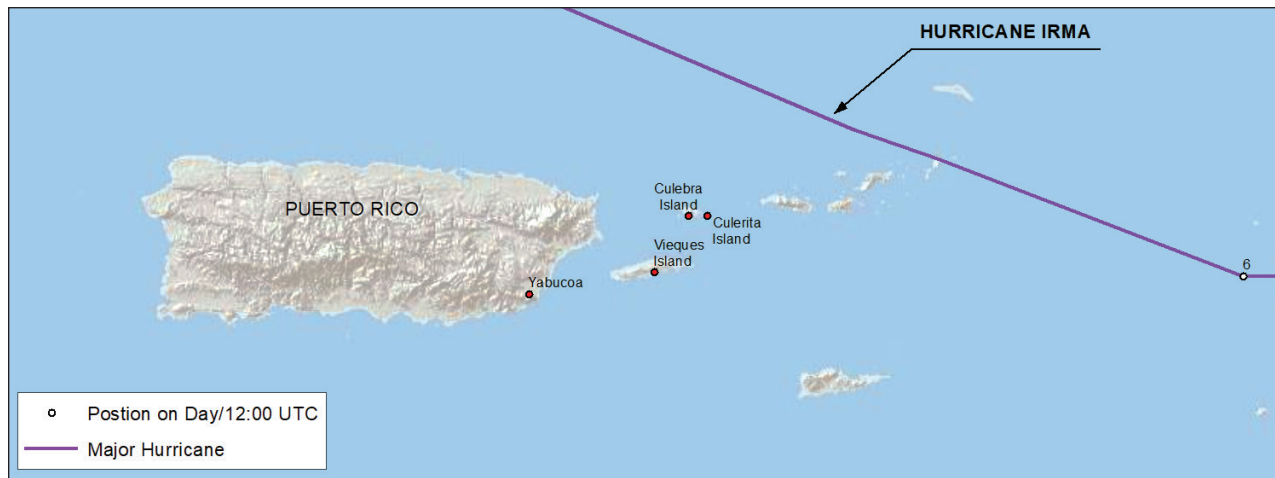 HURRICANE IRMA
PUERTO RICO
Culebra
Island
Culerita
Island
Vieques
Island
Yabucoa
6
Postion on Day/12:00 UTC
Major Hurricane